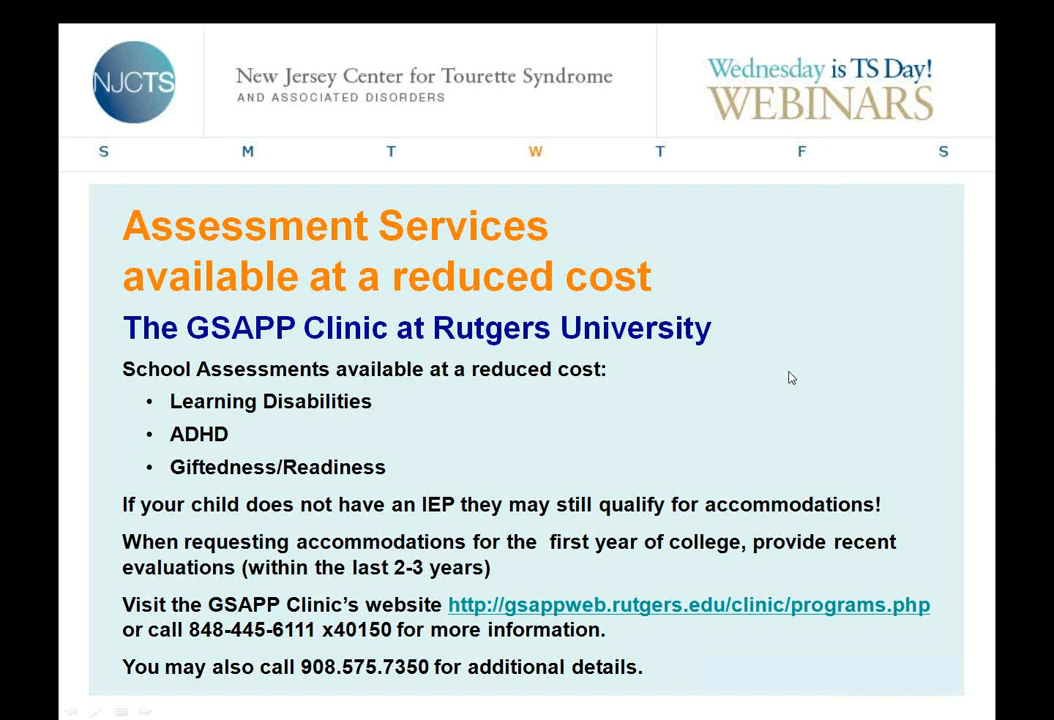 NJCTS
New Jersey Center for Tourette Syndrome
AND ASSOCIATED DISORDERS
Wednesday is TS Day!
WEBINARS
S M T W T F S
Assessment Services
available at a reduced cost
The GSAPP Clinic at Rutgers University
School Assessments available at a reduced cost:
• Learning Disabilities
• ADHD
• Giftedness/Readiness
If your child does not have an IEP they may still qualify for accommodations!
When requesting accommodations for the first year of college, provide recent
evaluations (within the last 2-3 years)
Visit the GSAPP Clinic’s website http://gsappweb.rutgers.edu/clinic/programs.php
or call 848-445-6111 x40150 for more information.
You may also call 908.575.7350 for additional details.